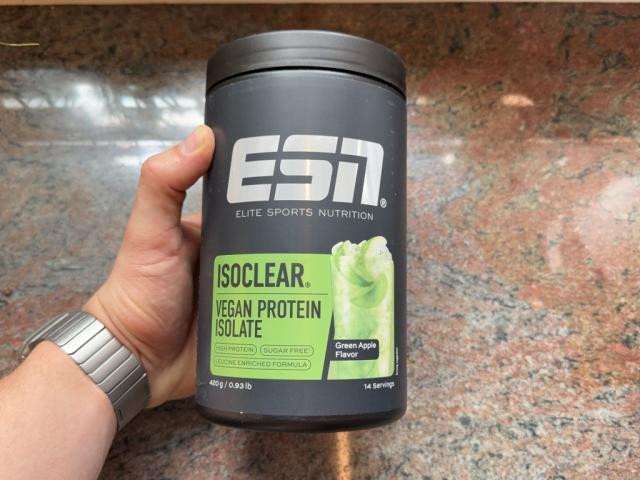 ESN®
ELITE SPORTS NUTRITION
ISOCLEAR®
VEGAN PROTEIN
ISOLATE
HIGH PROTEIN
SUGAR FREE¹
LEUCINE ENRICHED FORMULA
Green Apple
Flavor
420 g / 0.93 lb
14 Servings